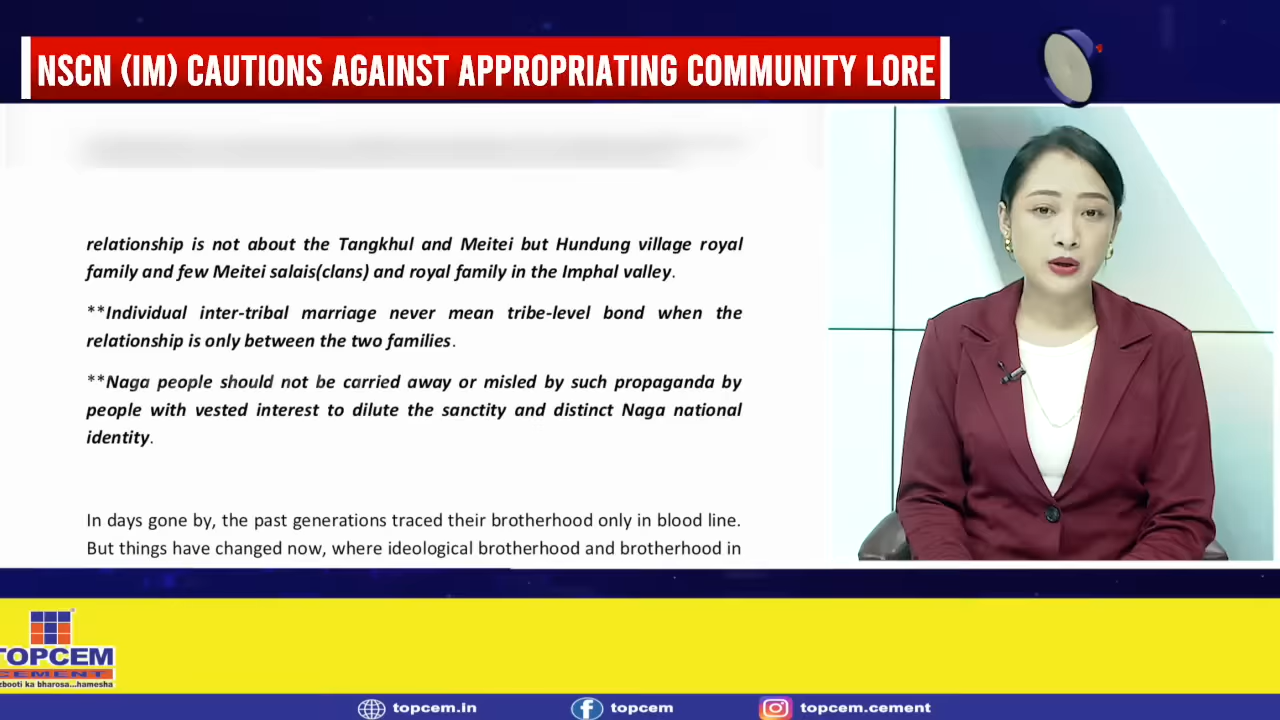 NSCN (IM) CAUTIONS AGAINST APPROPRIATING COMMUNITY LORE
relationship is not about the Tangkhul and Meitei but Hundung village royal
family and few Meitei salais(clans) and royal family in the Imphal valley.
**Individual inter-tribal marriage never mean tribe-level bond when the
relationship is only between the two families.
**Naga people should not be carried away or misled by such propaganda by
people with vested interest to dilute the sanctity and distinct Naga national
identity.
In days gone by, the past generations traced their brotherhood only in blood line.
But things have changed now, where ideological brotherhood and brotherhood in
TOPCEM
CEMENT
zbooti ka bharosa...hamesha
topcem.in
topcem
topcem.cement